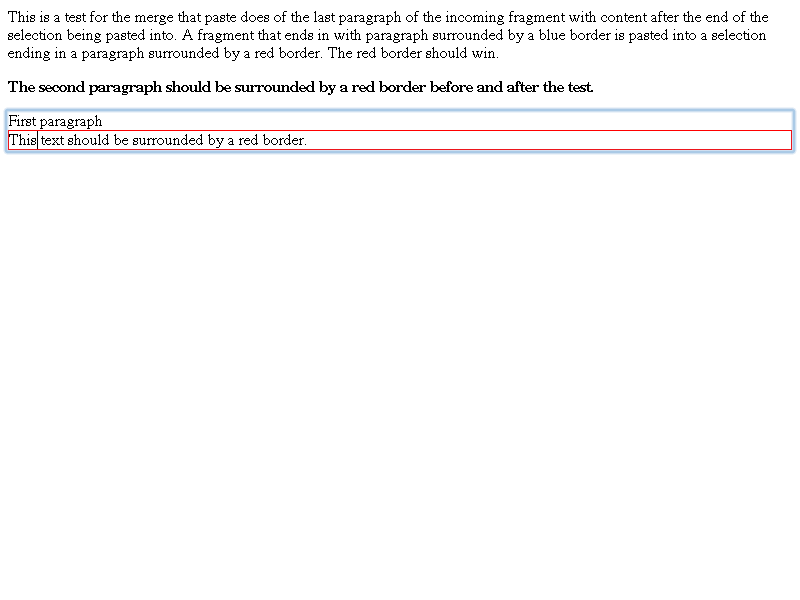 This is a test for the merge that paste does of the last paragraph of the incoming fragment with content after the end of the
selection being pasted into. A fragment that ends in with paragraph surrounded by a blue border is pasted into a selection
ending in a paragraph surrounded by a red border. The red border should win.
The second paragraph should be surrounded by a red border before and after the test.
First paragraph
This text should be surrounded by a red border.